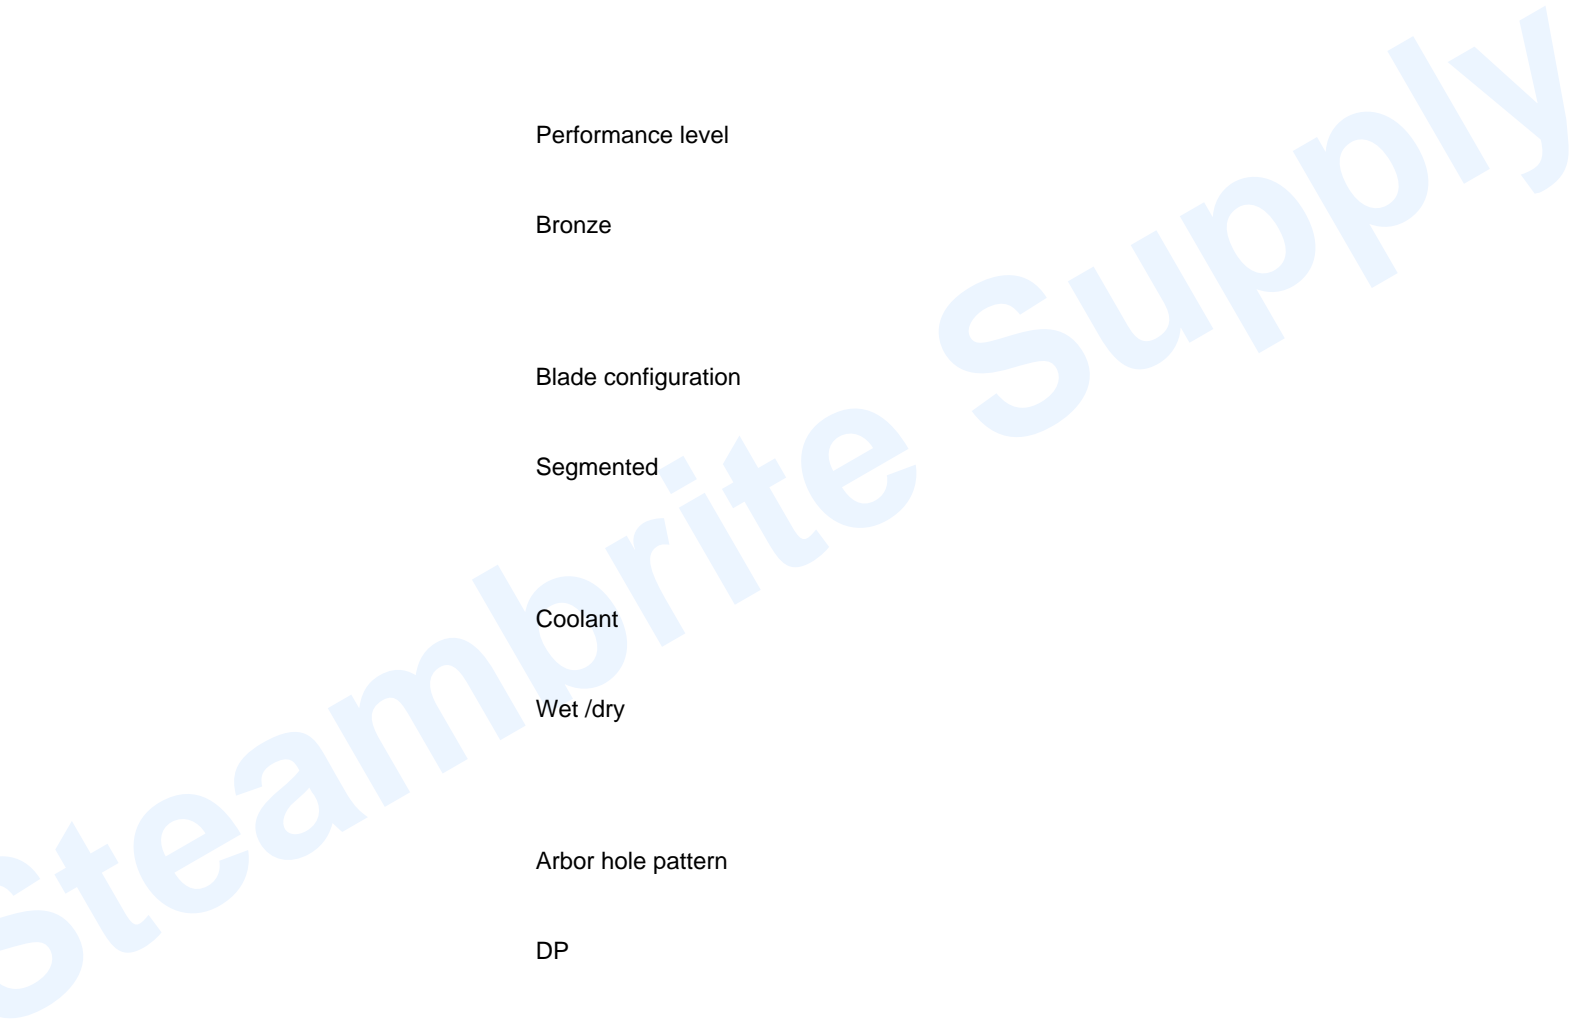 Performance level
Bronze
Blade configuration
Segmented
Coolant
Wet /dry
Arbor hole pattern
DP
Steambrite Supply